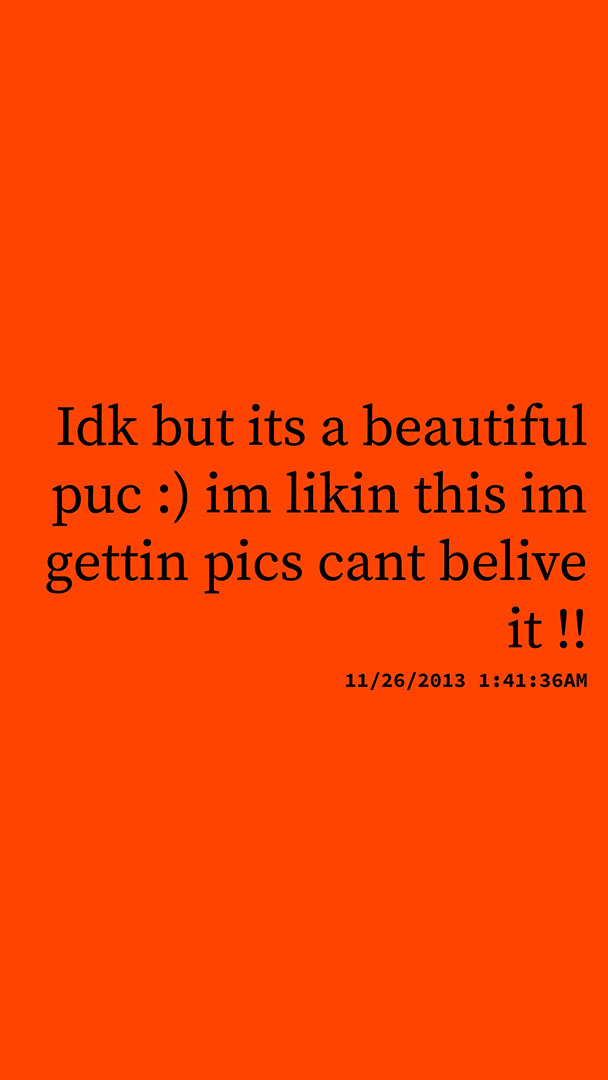 Idk but its a beautiful
puc :) im likin this im
gettin pics cant belive
it !!
11/26/2013 1:41:36AM